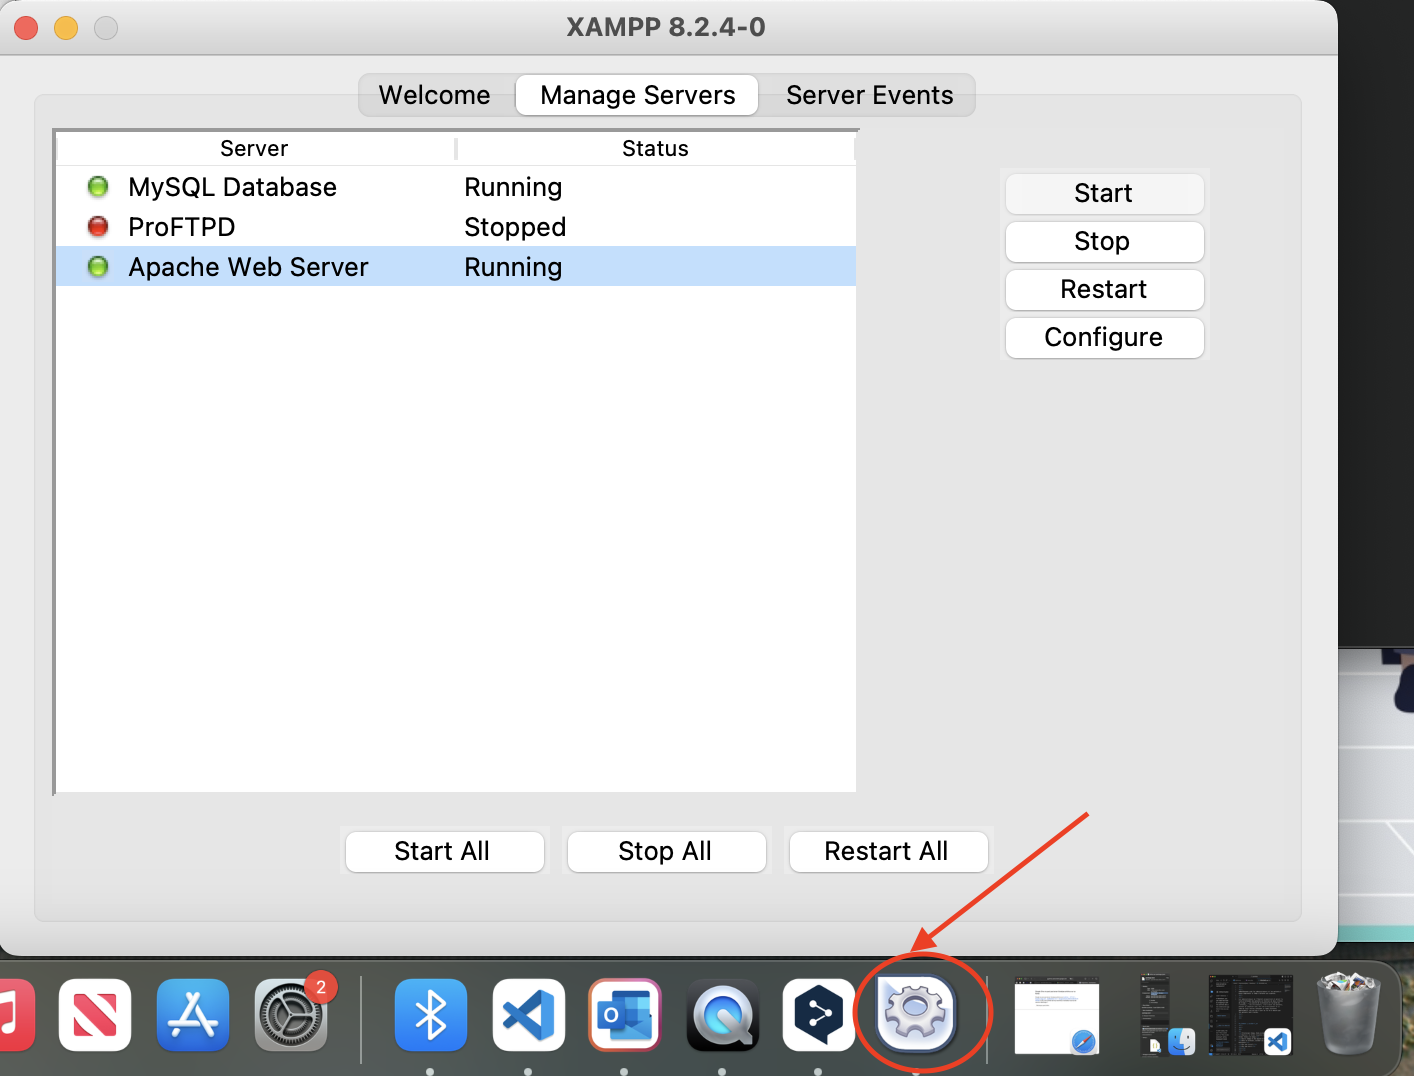 XAMPP 8.2.4-0
Welcome
Manage Servers
Server Events
Server
Status
MySQL Database
Running
ProFTPD
Stopped
Apache Web Server
Running
Start
Stop
Restart
Configure
Start All
Stop All
Restart All
2